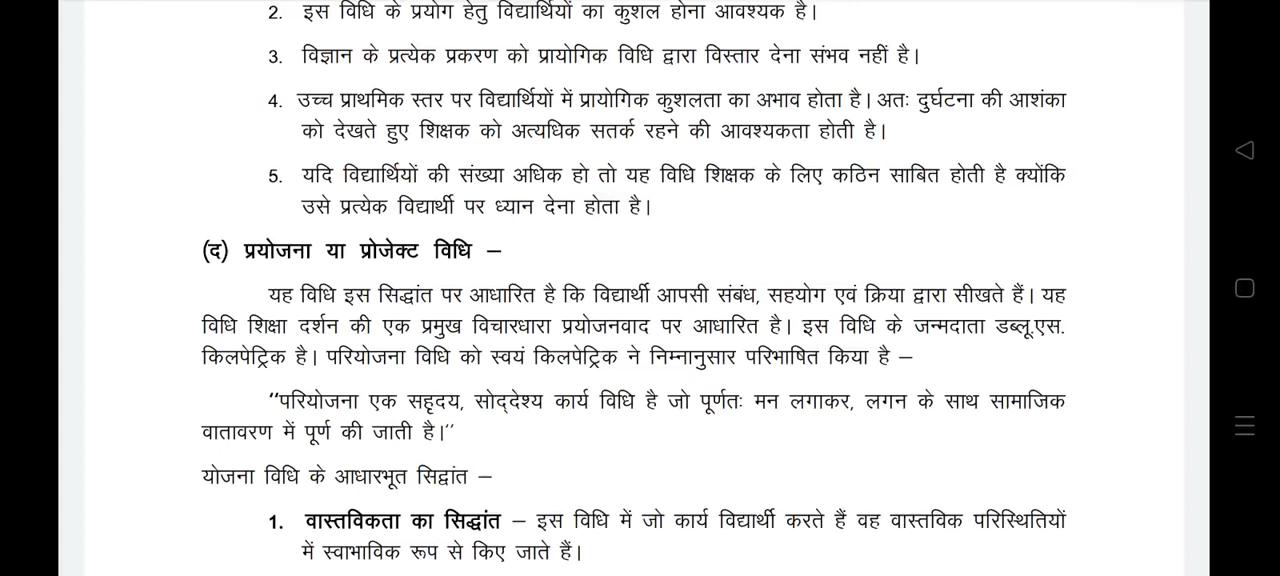 2. इस विधि के प्रयोग हेतु विद्यार्थियों का कुशल होना आवश्यक है।
3. विज्ञान के प्रत्येक प्रकरण को प्रायोगिक विधि द्वारा विस्तार देना संभव नहीं है।
4. उच्च प्राथमिक स्तर पर विद्यार्थियों में प्रायोगिक कुशलता का अभाव होता है। अतः दुर्घटना की आशंका
को देखते हुए शिक्षक को अत्यधिक सतर्क रहने की आवश्यकता होती है।
5. यदि विद्यार्थियों की संख्या अधिक हो तो यह विधि शिक्षक के लिए कठिन साबित होती है क्योंकि
उसे प्रत्येक विद्यार्थी पर ध्यान देना होता है।
(द) प्रयोजना या प्रोजेक्ट विधि –
यह विधि इस सिद्धांत पर आधारित है कि विद्यार्थी आपसी संबंध, सहयोग एवं क्रिया द्वारा सीखते हैं। यह
विधि शिक्षा दर्शन की एक प्रमुख विचारधारा प्रयोजनवाद पर आधारित है। इस विधि के जन्मदाता डब्लू.एस.
किलपेट्रिक है। परियोजना विधि को स्वयं किलपेट्रिक ने निम्नानुसार परिभाषित किया है –
‘‘परियोजना एक सहृदय, सोद्देश्य कार्य विधि है जो पूर्णतः मन लगाकर, लगन के साथ सामाजिक
वातावरण में पूर्ण की जाती है।’’
योजना विधि के आधारभूत सिद्वांत –
1. वास्तविकता का सिद्धांत – इस विधि में जो कार्य विद्यार्थी करते हैं वह वास्तविक परिस्थितियों
में स्वाभाविक रूप से किए जाते हैं।